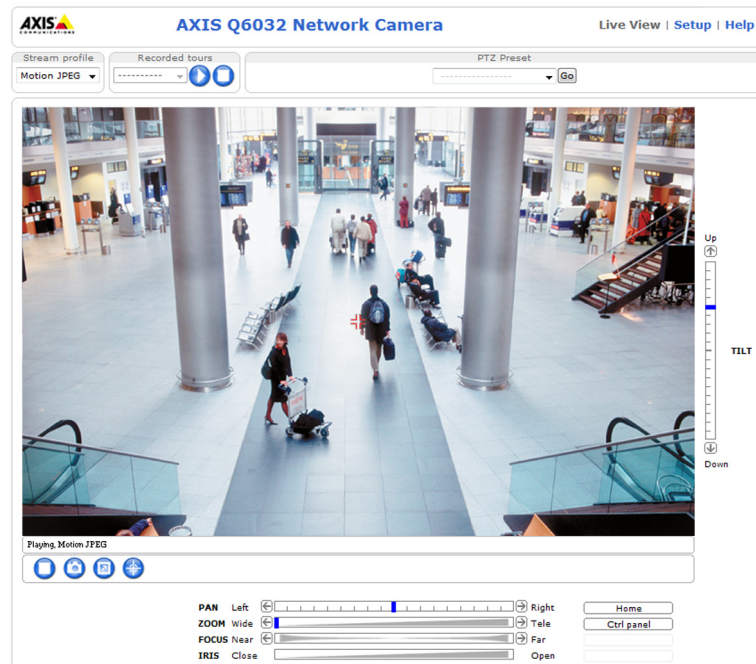 AXIS
COMMUNICATIONS
AXIS Q6032 Network Camera
Live View | Setup | Help
Stream profile
Recorded tours
PTZ Preset
Motion JPEG
----------
---------------
Go
Up
TILT
Down
Playing, Motion JPEG
PAN Left Right Home
ZOOM Wide Tele Ctrl panel
FOCUS Near Far
IRIS Close Open